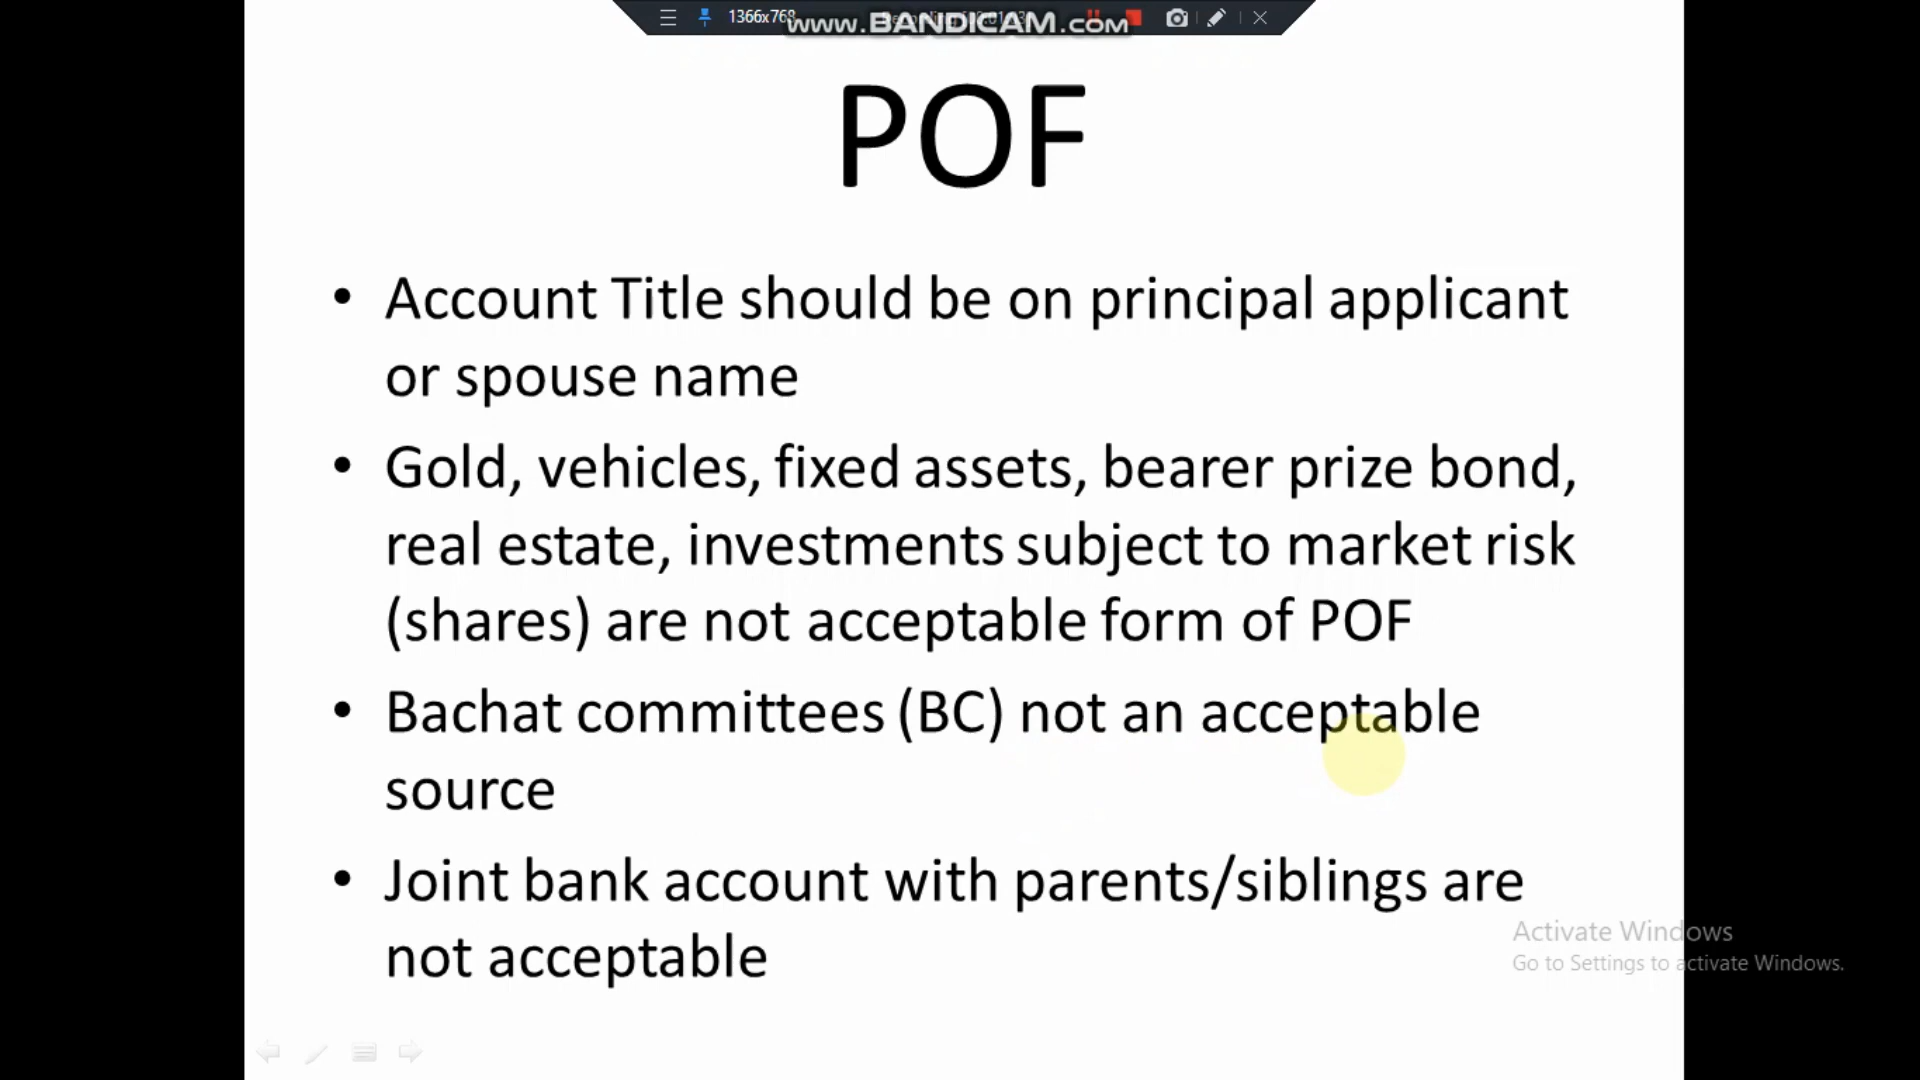 1366x768
www.BANDICAM.com
POF
• Account Title should be on principal applicant
or spouse name
• Gold, vehicles, fixed assets, bearer prize bond,
real estate, investments subject to market risk
(shares) are not acceptable form of POF
• Bachat committees (BC) not an acceptable
source
• Joint bank account with parents/siblings are
not acceptable
Activate Windows
Go to Settings to activate Windows.